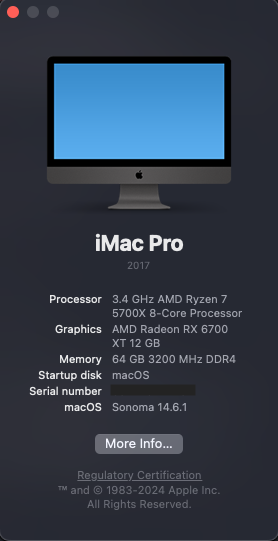 iMac Pro
2017
Processor 3.4 GHz AMD Ryzen 7
5700X 8-Core Processor
Graphics AMD Radeon RX 6700
XT 12 GB
Memory 64 GB 3200 MHz DDR4
Startup disk macOS
Serial number
macOS Sonoma 14.6.1
More Info...
Regulatory Certification
™ and © 1983-2024 Apple Inc.
All Rights Reserved.